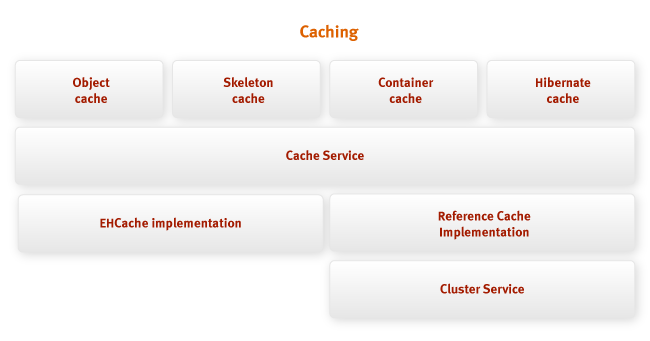 Caching
Object
cache
Skeleton
cache
Container
cache
Hibernate
cache
Cache Service
EHCache implementation
Reference Cache
Implementation
Cluster Service